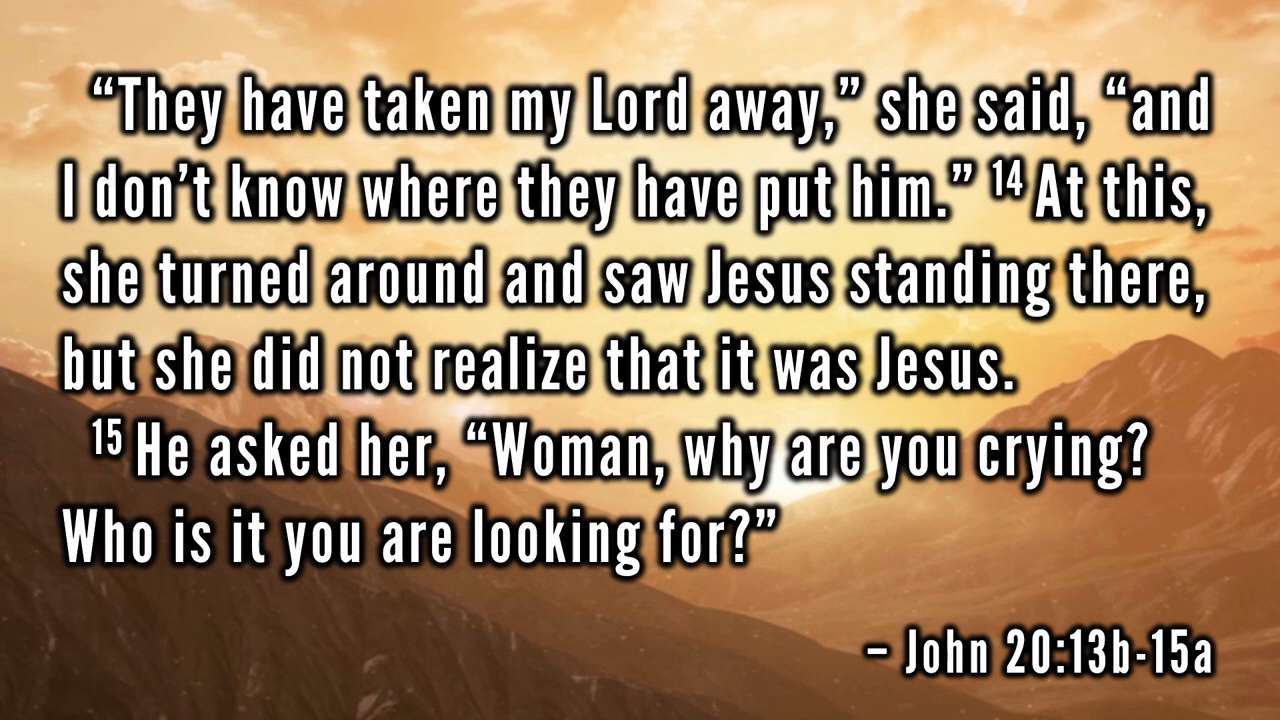 “They have taken my Lord away,” she said, “and
I don’t know where they have put him.” 14 At this,
she turned around and saw Jesus standing there,
but she did not realize that it was Jesus.
15 He asked her, “Woman, why are you crying?
Who is it you are looking for?”
– John 20:13b-15a